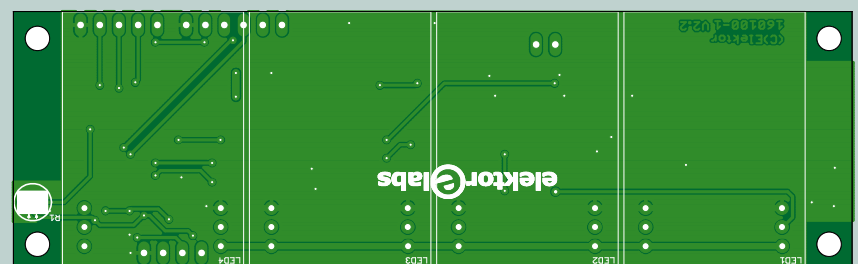 (C)Elektor
160100-1 V2.2
elektor e labs
R1
LED4
LED3
LED2
LED1